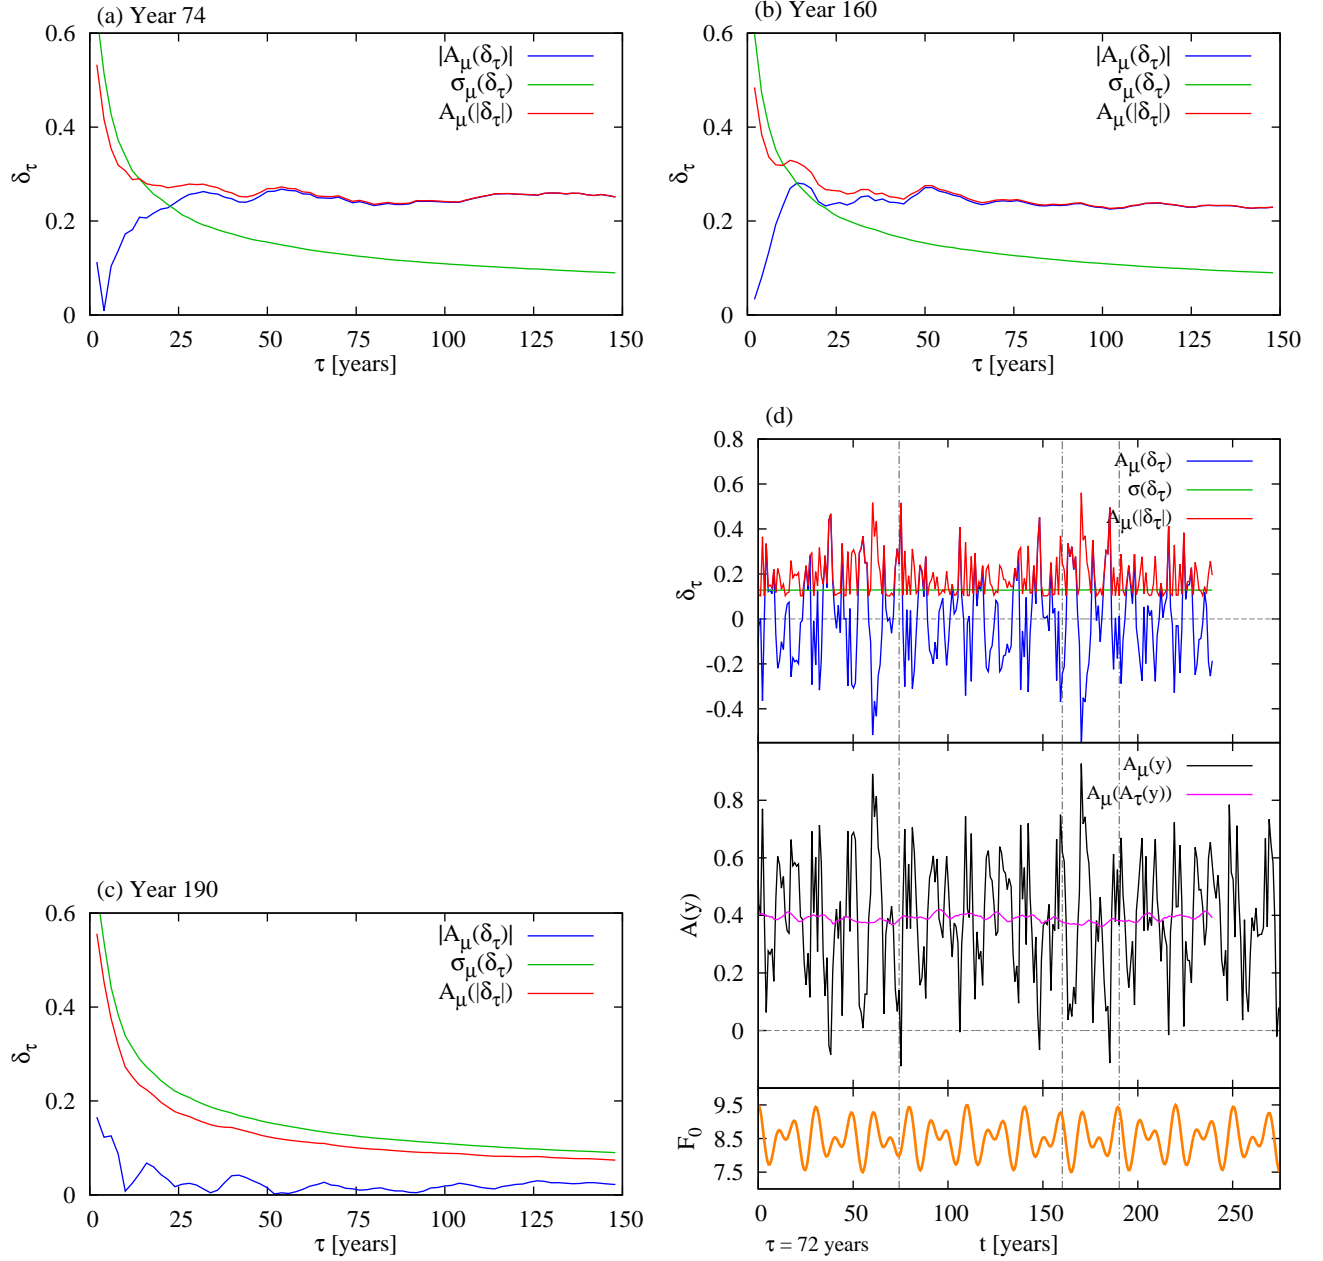 (a) Year 74
0.6
0.4
0.2
0
δτ
|Aμ(δτ)|
σμ(δτ)
Aμ(|δτ|)
0 25 50 75 100 125 150
τ [years]
(b) Year 160
0.6
0.4
0.2
0
δτ
|Aμ(δτ)|
σμ(δτ)
Aμ(|δτ|)
0 25 50 75 100 125 150
τ [years]
(c) Year 190
0.6
0.4
0.2
0
δτ
|Aμ(δτ)|
σμ(δτ)
Aμ(|δτ|)
0 25 50 75 100 125 150
τ [years]
(d)
0.8
0.6
0.4
0.2
0
-0.2
-0.4
δτ
Aμ(δτ)
σ(δτ)
Aμ(|δτ|)
0.8
0.6
0.4
0.2
0
A(y)
Aμ(y)
Aμ(Aτ(y))
9.5
8.5
7.5
F0
0 50 100 150 200 250
τ = 72 years
t [years]